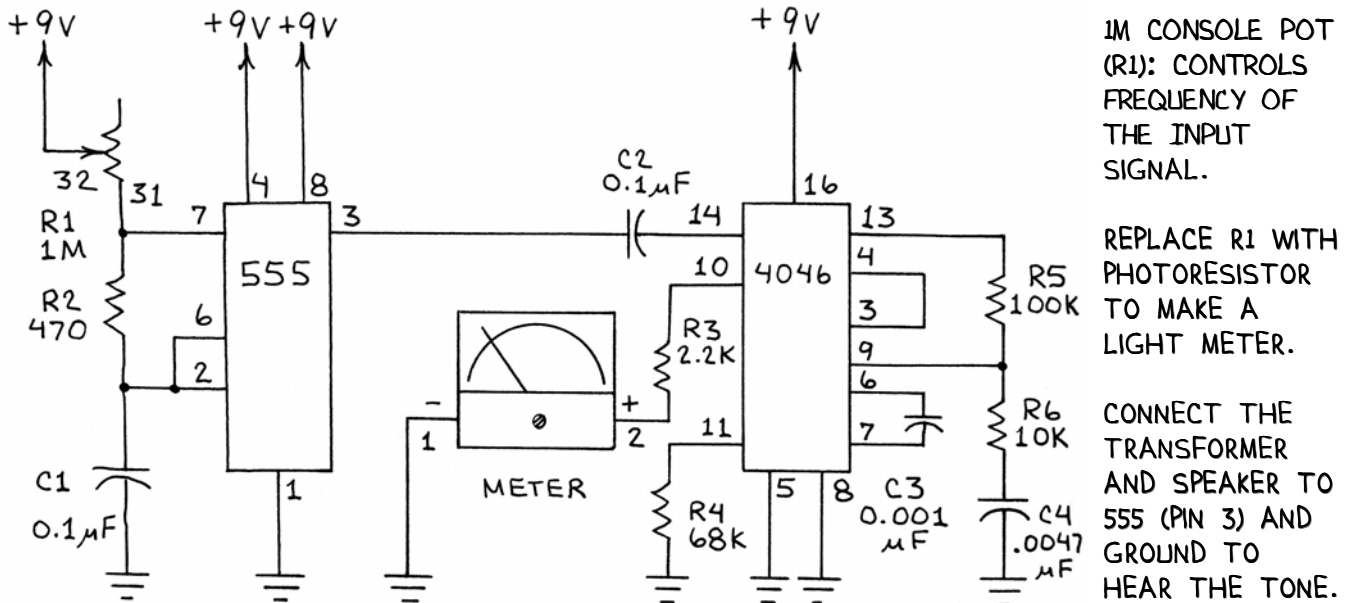 +9V
+9V +9V
+9V
32
31
R1
1M
R2
470
C1
0.1µF
4
8
7
3
555
6
2
1
C2
0.1µF
-
+
1
2
METER
R3
2.2K
R4
68K
16
14
13
10
4046
4
3
9
6
11
7
5
8
C3
0.001
µF
R5
100K
R6
10K
C4
.0047
µF
1M CONSOLE POT
(R1): CONTROLS
FREQUENCY OF
THE INPUT
SIGNAL.
REPLACE R1 WITH
PHOTORESISTOR
TO MAKE A
LIGHT METER.
CONNECT THE
TRANSFORMER
AND SPEAKER TO
555 (PIN 3) AND
GROUND TO
HEAR THE TONE.